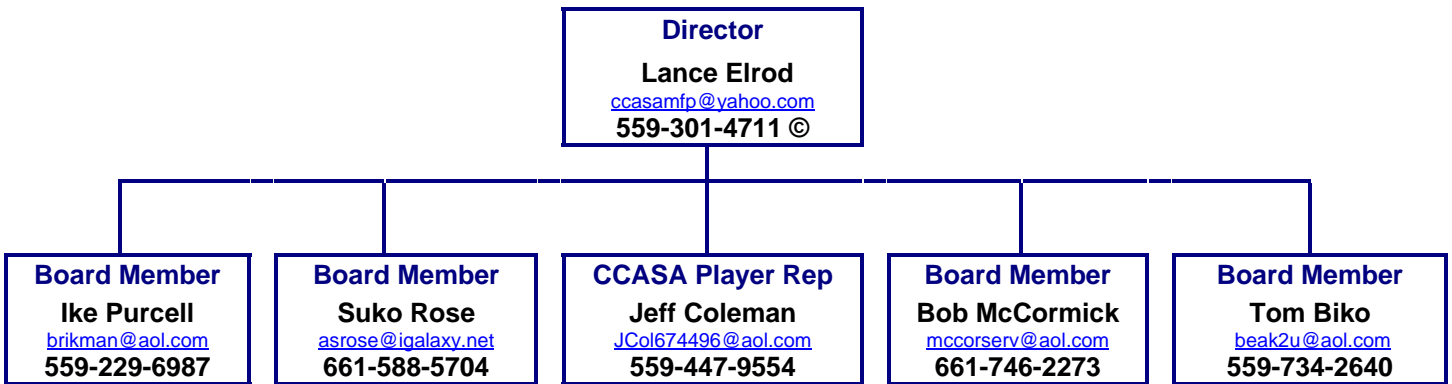 Director
Lance Elrod
ccasamfp@yahoo.com
559-301-4711 ©
Board Member
Ike Purcell
brikman@aol.com
559-229-6987
Board Member
Suko Rose
asrose@igalaxy.net
661-588-5704
CCASA Player Rep
Jeff Coleman
JCol674496@aol.com
559-447-9554
Board Member
Bob McCormick
mccorserv@aol.com
661-746-2273
Board Member
Tom Biko
beak2u@aol.com
559-734-2640